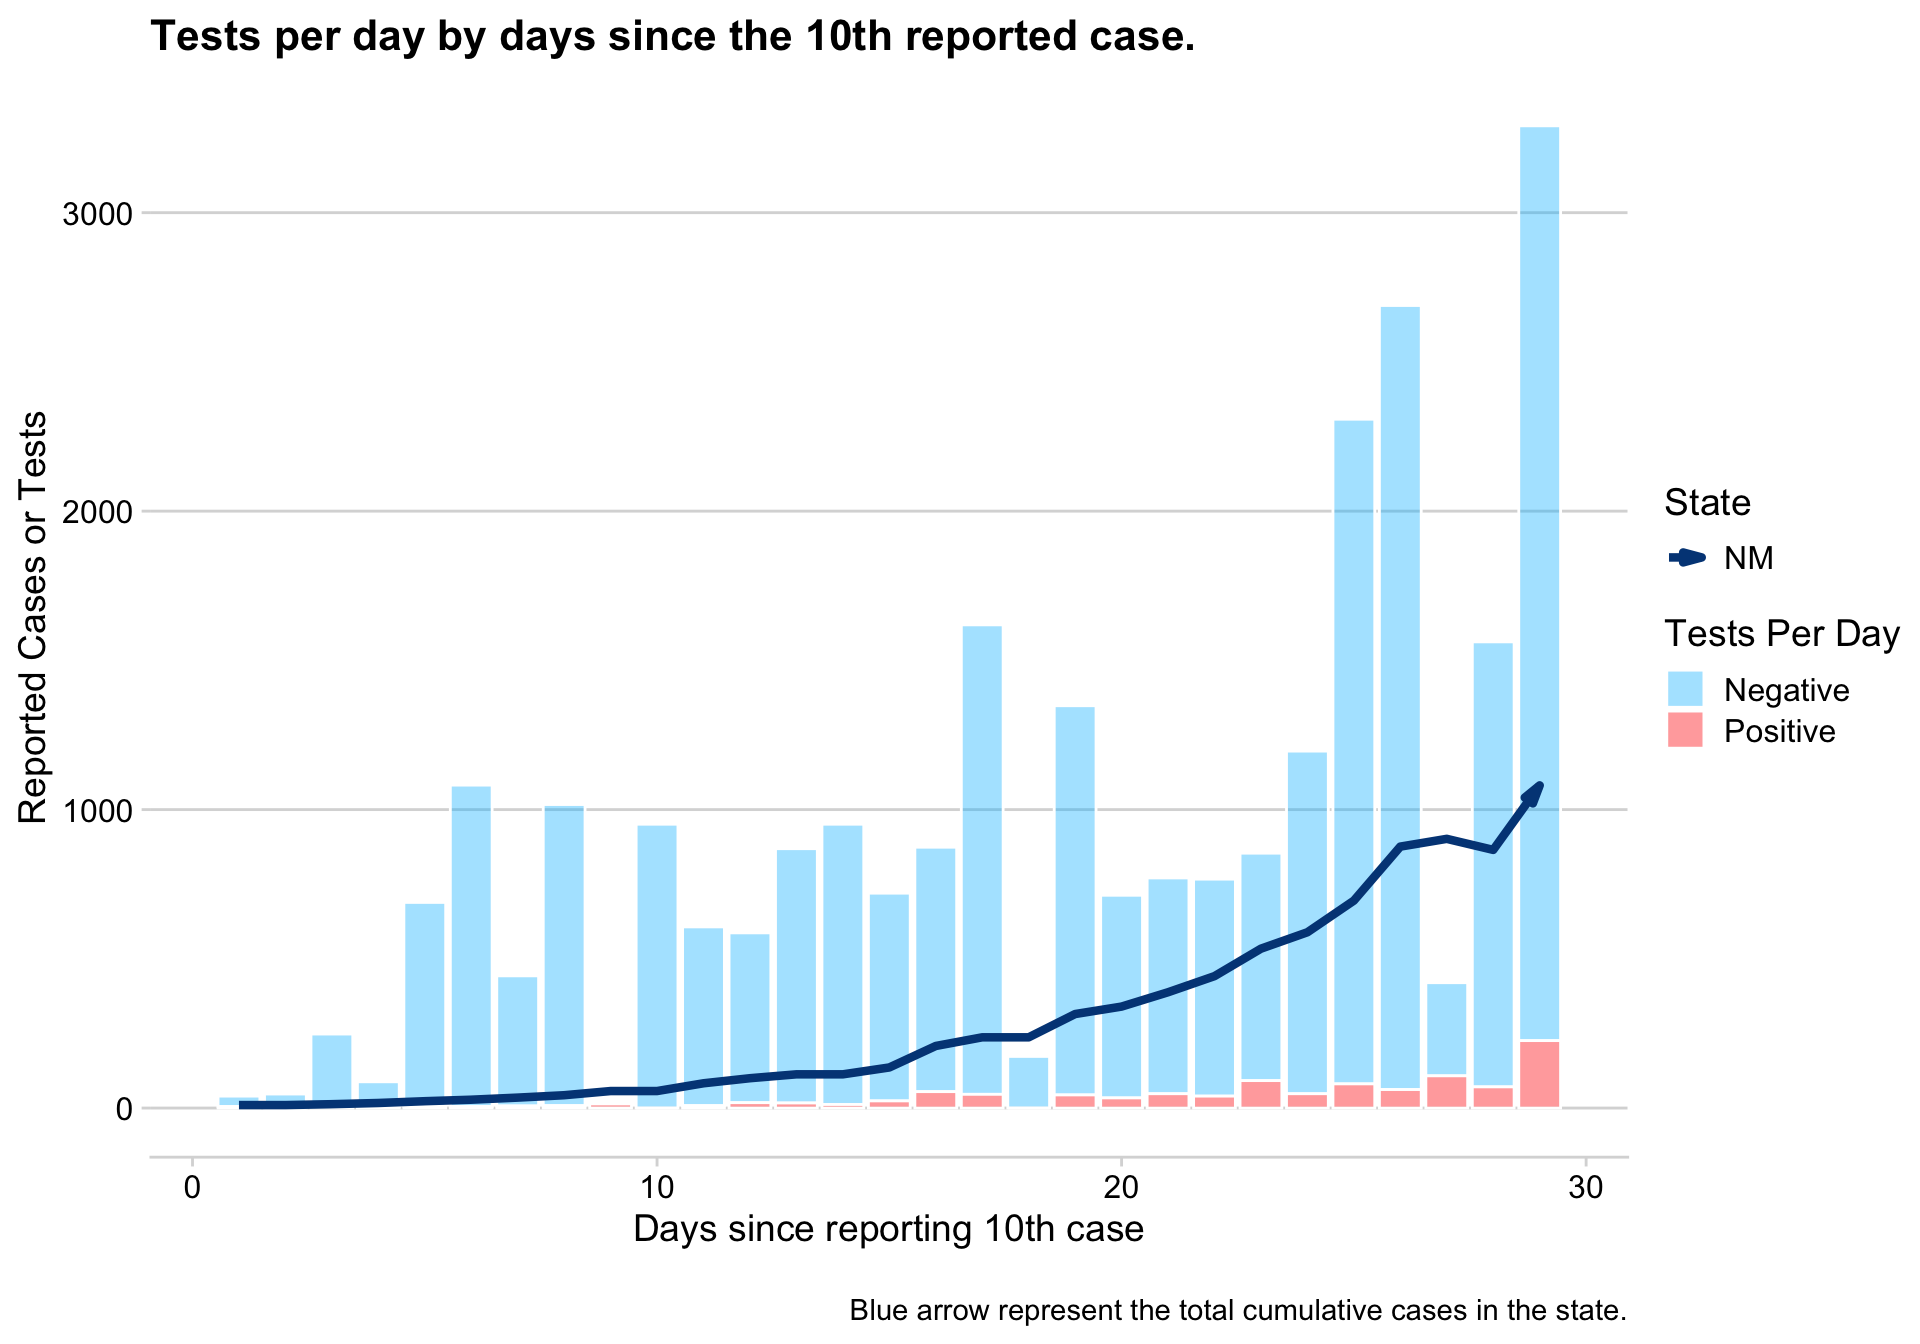 Tests per day by days since the 10th reported case.
Reported Cases or Tests
3000
2000
1000
0
0 10 20 30
Days since reporting 10th case
State
NM
Tests Per Day
Negative
Positive
Blue arrow represent the total cumulative cases in the state.